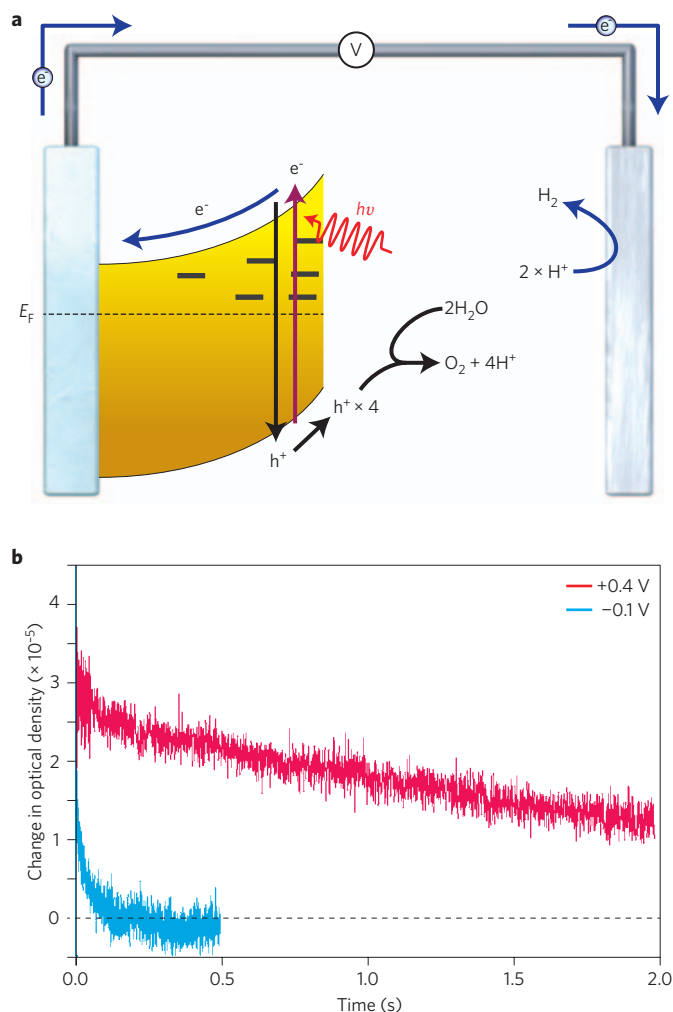 a
e⁻
e⁻
V
e⁻
e⁻
hν
H₂
2 × H⁺
E_F
2H₂O
O₂ + 4H⁺
h⁺ × 4
h⁺
b
+0.4 V
−0.1 V
4
3
2
1
0
Change in optical density (× 10⁻⁵)
0.0
0.5
1.0
1.5
2.0
Time (s)